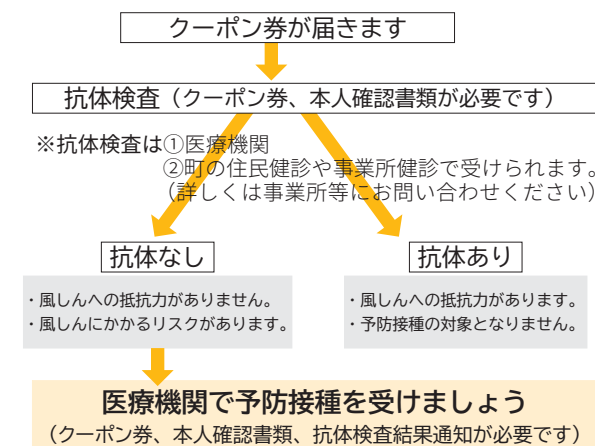 クーポン券が届きます
抗体検査（クーポン券、本人確認書類が必要です）
※抗体検査は①医療機関
②町の住民健診や事業所健診で受けられます。
（詳しくは事業所等にお問い合わせください）
抗体なし
・風しんへの抵抗力がありません。
・風しんにかかるリスクがあります。
抗体あり
・風しんへの抵抗力があります。
・予防接種の対象となりません。
医療機関で予防接種を受けましょう
（クーポン券、本人確認書類、抗体検査結果通知が必要です）